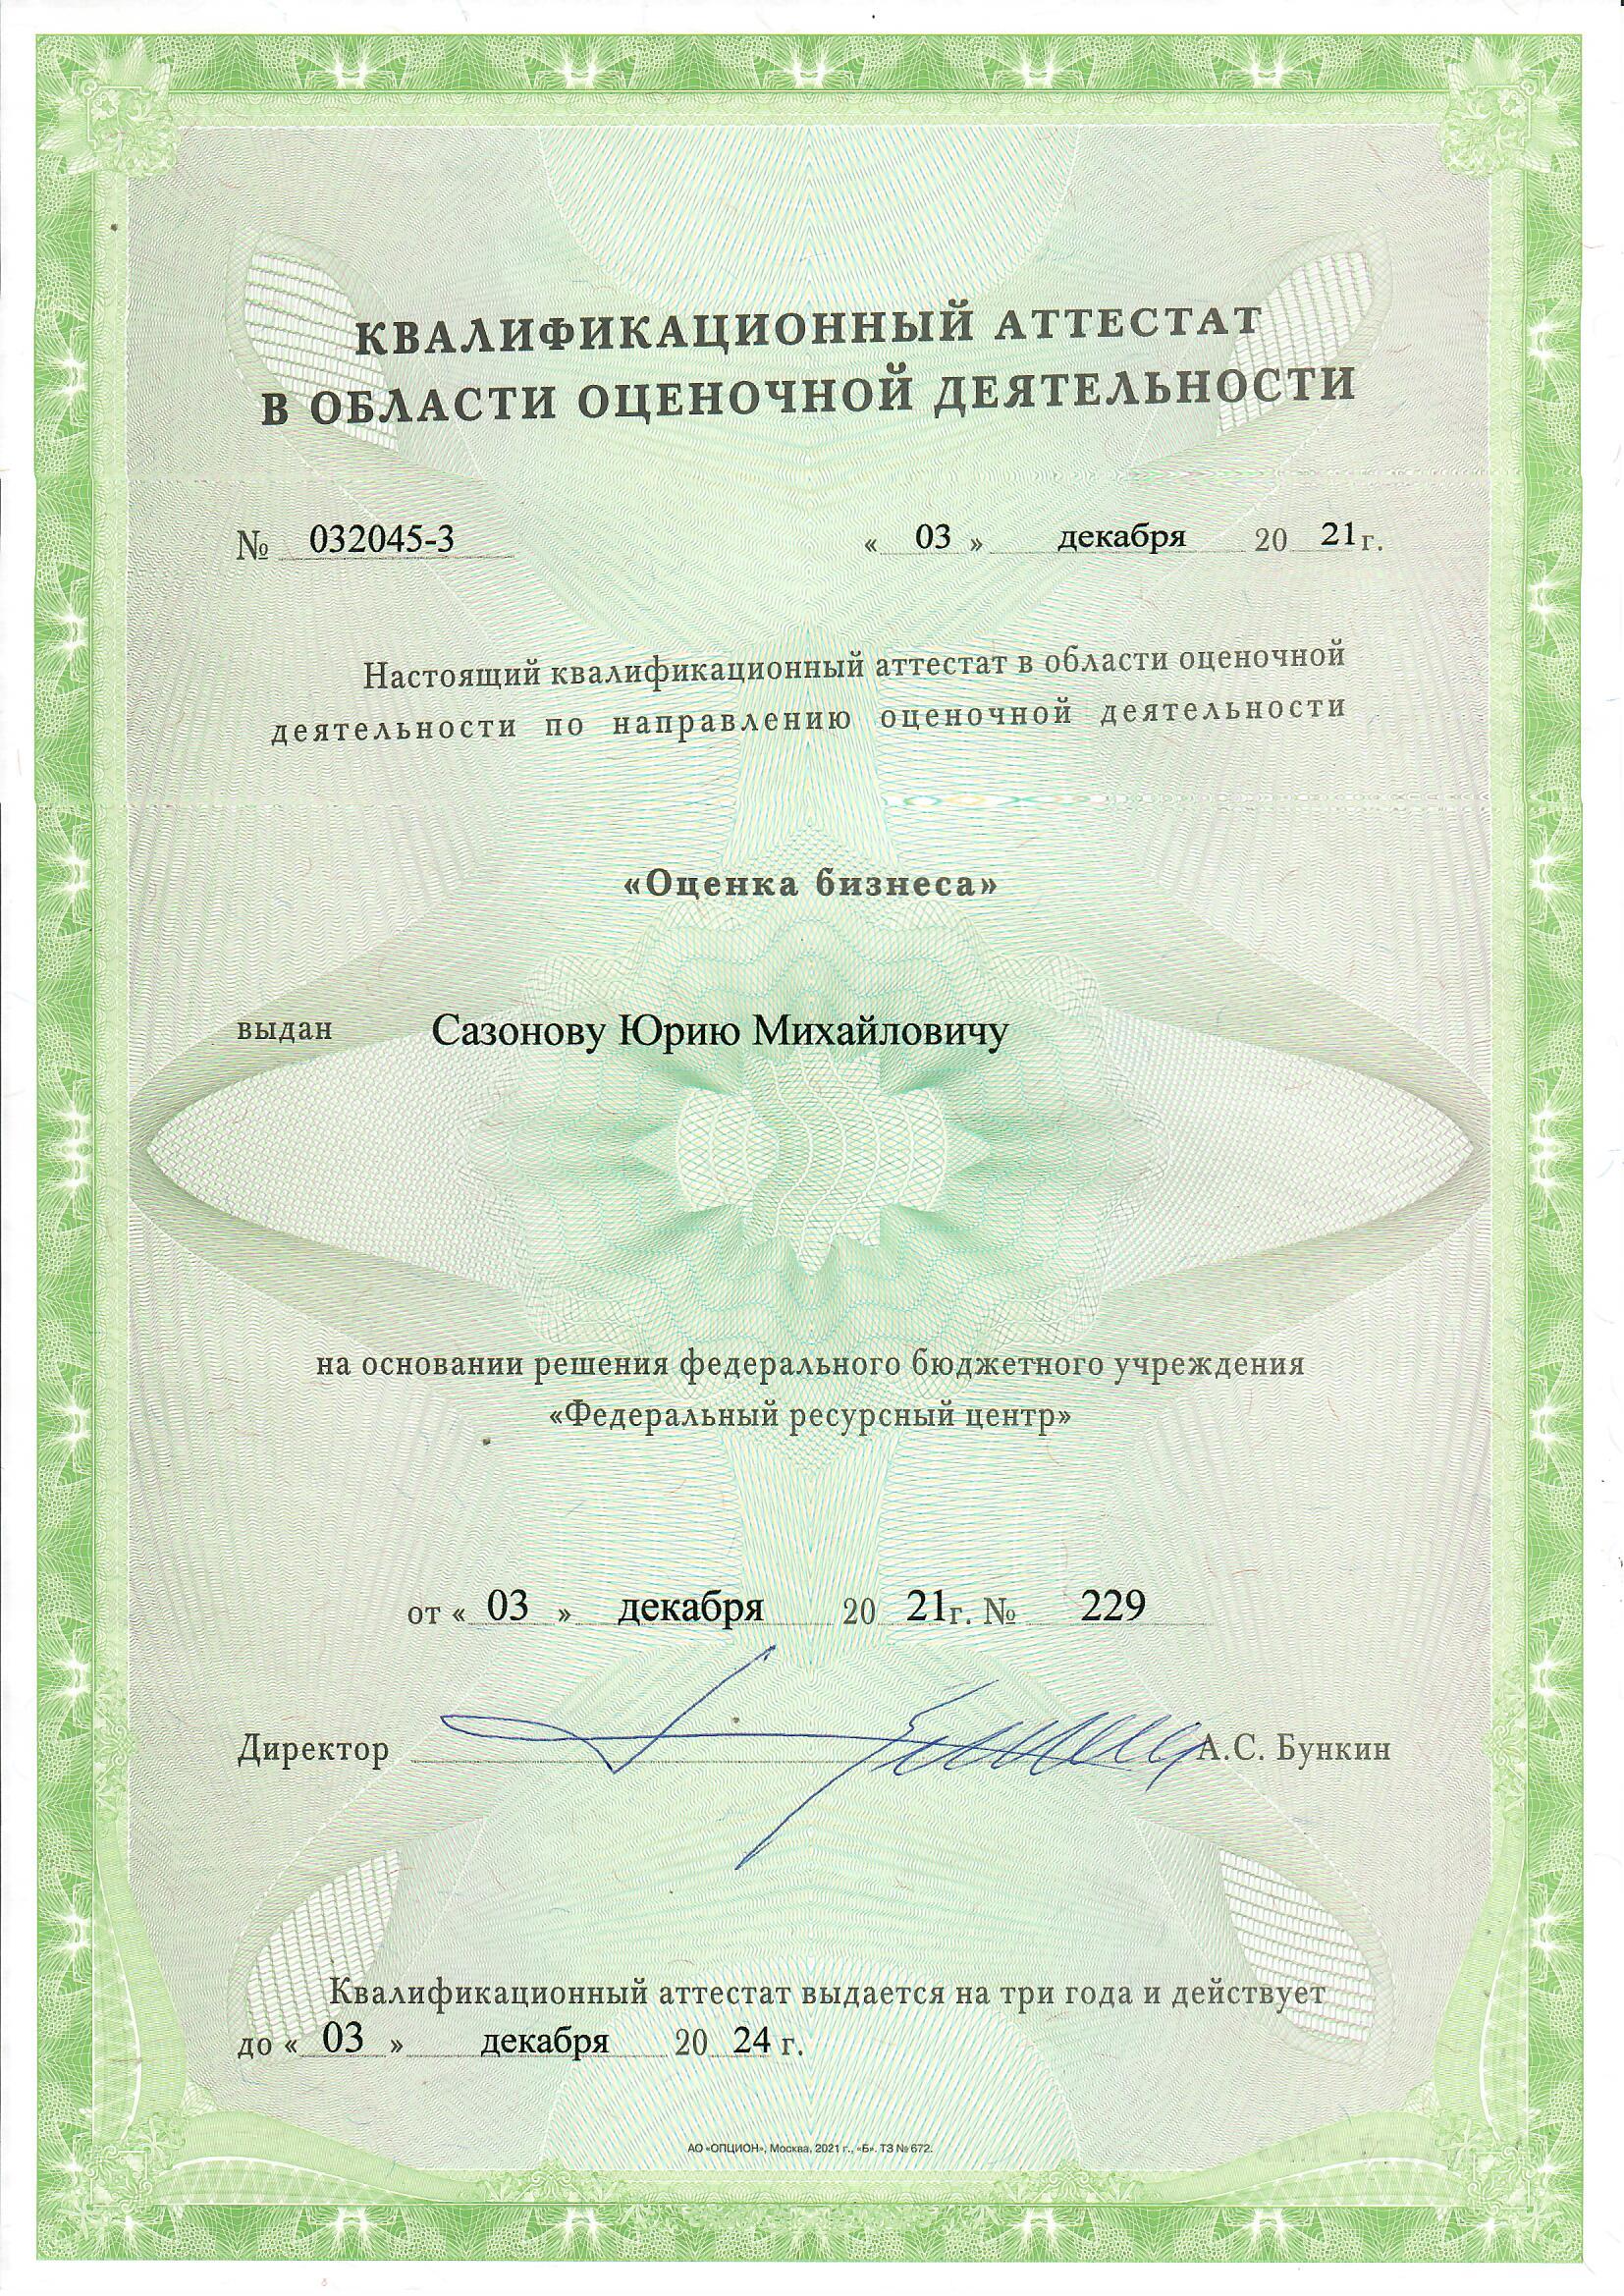 КВАЛИФИКАЦИОННЫЙ АТТЕСТАТ
В ОБЛАСТИ ОЦЕНОЧНОЙ ДЕЯТЕЛЬНОСТИ
№ 032045-3 « 03 » декабря 20 21 г.
Настоящий квалификационный аттестат в области оценочной
деятельности по направлению оценочной деятельности
«Оценка бизнеса»
выдан Сазонову Юрию Михайловичу
на основании решения федерального бюджетного учреждения
«Федеральный ресурсный центр»
от « 03 » декабря 20 21 г. № 229
Директор А.С. Бункин
Квалификационный аттестат выдается на три года и действует
до « 03 » декабря 20 24 г.
АО «ОПЦИОН», Москва, 2021 г., «Б». ТЗ № 672.